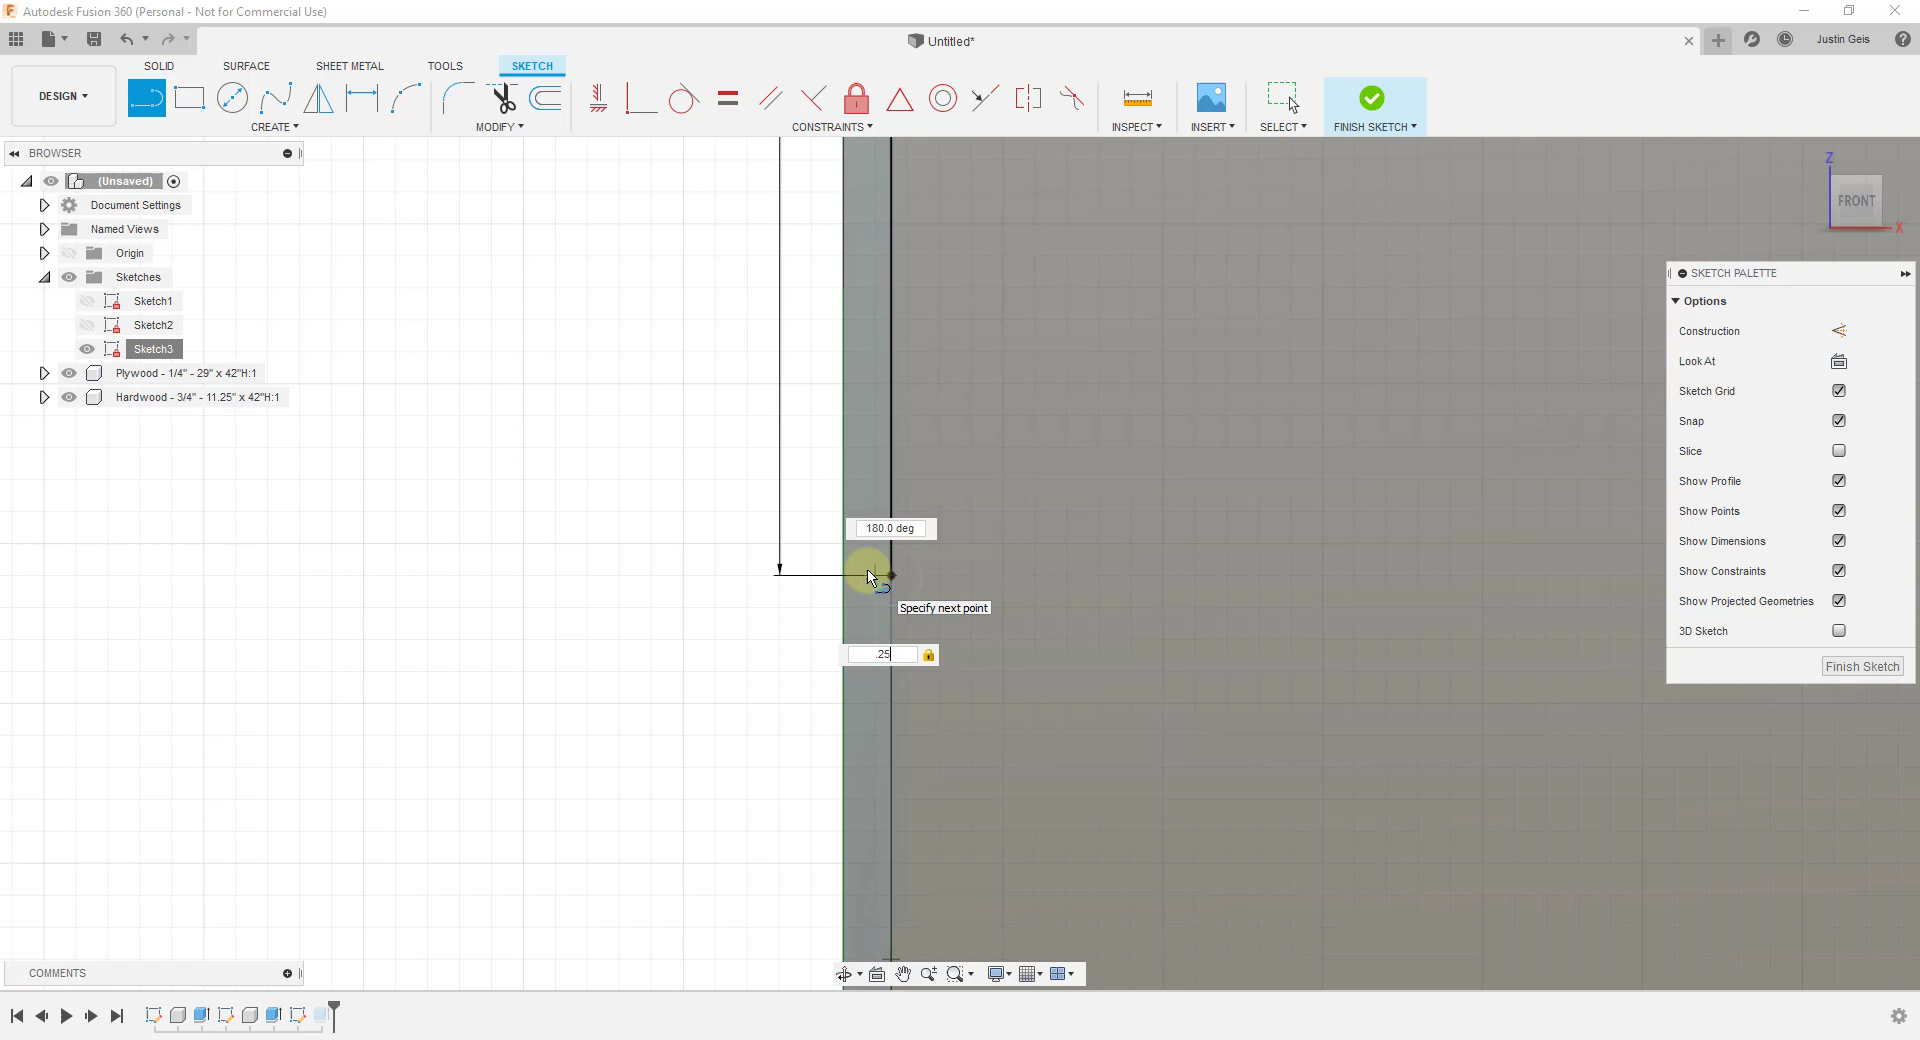 Autodesk Fusion 360 (Personal - Not for Commercial Use)
Untitled*
Justin Geis
SOLID
SURFACE
SHEET METAL
TOOLS
SKETCH
DESIGN
CREATE
MODIFY
CONSTRAINTS
INSPECT
INSERT
SELECT
FINISH SKETCH
BROWSER
(Unsaved)
Document Settings
Named Views
Origin
Sketches
Sketch1
Sketch2
Sketch3
Plywood - 1/4" - 29" x 42"H:1
Hardwood - 3/4" - 11.25" x 42"H:1
Z
FRONT
X
180.0 deg
Specify next point
.25
SKETCH PALETTE
Options
Construction
Look At
Sketch Grid
Snap
Slice
Show Profile
Show Points
Show Dimensions
Show Constraints
Show Projected Geometries
3D Sketch
Finish Sketch
COMMENTS